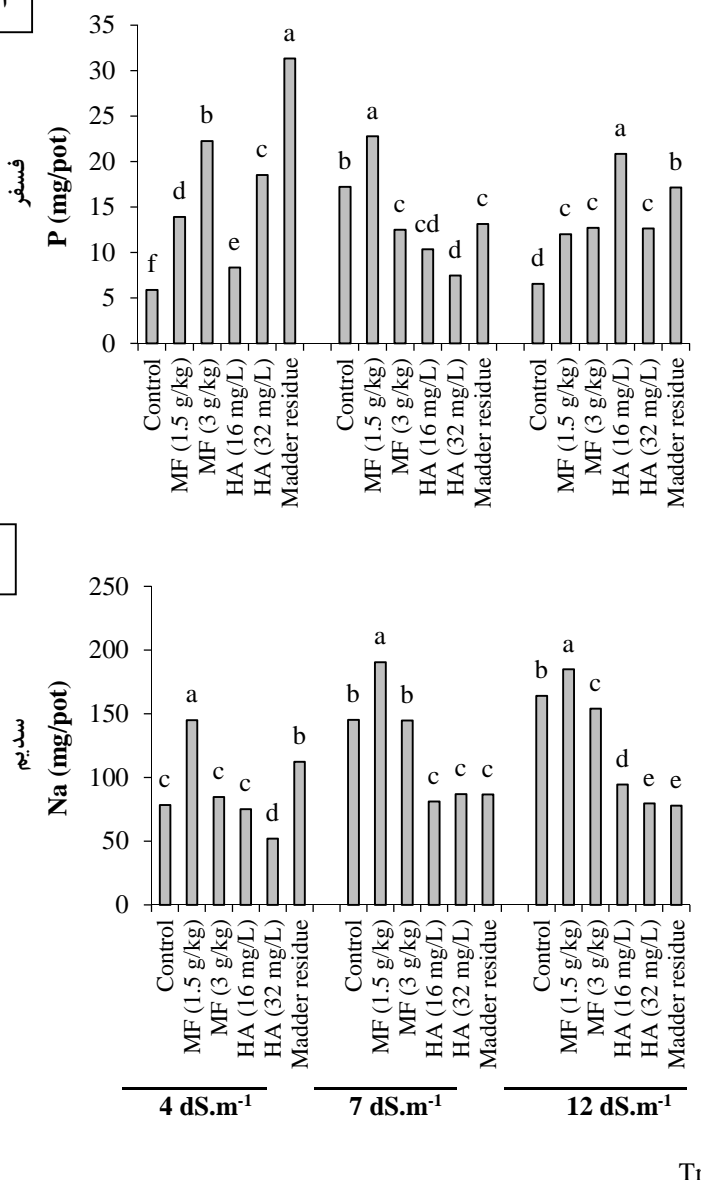 35
30
25
20
15
10
5
0
فسفر
P (mg/pot)
f
d
b
e
c
a
b
a
c
cd
d
c
d
c
c
a
c
b
Control
MF (1.5 g/kg)
MF (3 g/kg)
HA (16 mg/L)
HA (32 mg/L)
Madder residue
Control
MF (1.5 g/kg)
MF (3 g/kg)
HA (16 mg/L)
HA (32 mg/L)
Madder residue
Control
MF (1.5 g/kg)
MF (3 g/kg)
HA (16 mg/L)
HA (32 mg/L)
Madder residue
250
200
150
100
50
0
سدیم
Na (mg/pot)
c
a
c
c
d
b
b
a
b
c
c
c
b
a
c
d
e
e
Control
MF (1.5 g/kg)
MF (3 g/kg)
HA (16 mg/L)
HA (32 mg/L)
Madder residue
Control
MF (1.5 g/kg)
MF (3 g/kg)
HA (16 mg/L)
HA (32 mg/L)
Madder residue
Control
MF (1.5 g/kg)
MF (3 g/kg)
HA (16 mg/L)
HA (32 mg/L)
Madder residue
4 dS.m-1 7 dS.m-1 12 dS.m-1